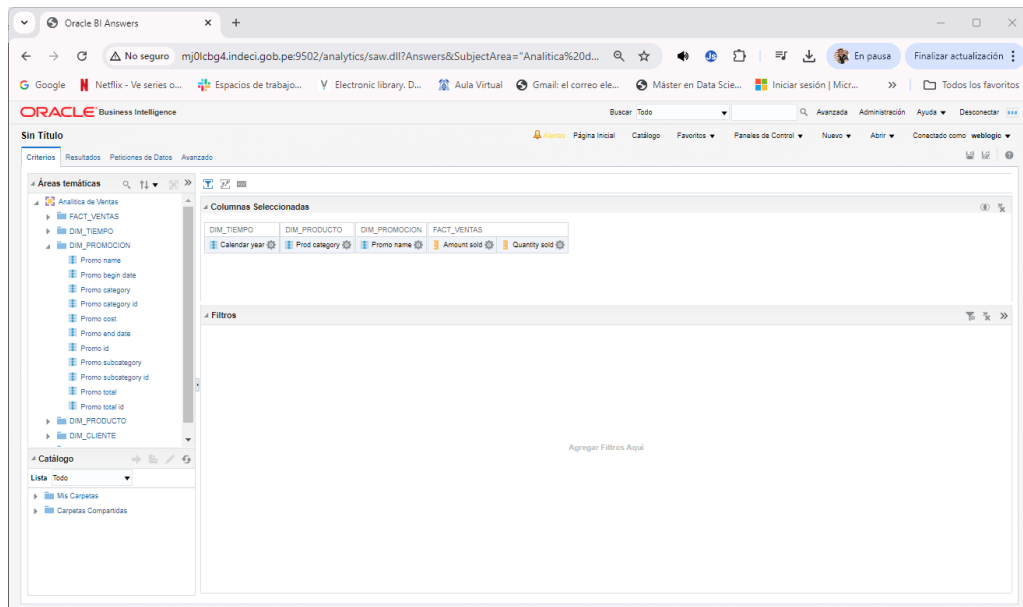 Oracle BI Answers
No seguro mj0lcbg4.indeci.gob.pe:9502/analytics/saw.dll?Answers&SubjectArea="Analitica%20d... En pausa Finalizar actualización
Google Netflix - Ve series o... Espacios de trabajo... Electronic library. D... Aula Virtual Gmail: el correo ele... Máster en Data Scie... Iniciar sesión | Micr... Todos los favoritos
ORACLE Business Intelligence Buscar Todo Avanzada Administración Ayuda Desconectar
Sin Título Alertas Página Inicial Catálogo Favoritos Paneles de Control Nuevo Abrir Conectado como weblogic
Criterios Resultados Peticiones de Datos Avanzado
Áreas temáticas
Analitica de Ventas
FACT_VENTAS
DIM_TIEMPO
DIM_PROMOCION
Promo name
Promo begin date
Promo category
Promo category id
Promo cost
Promo end date
Promo id
Promo subcategory
Promo subcategory id
Promo total
Promo total id
DIM_PRODUCTO
DIM_CLIENTE
Catálogo
Lista Todo
Mis Carpetas
Carpetas Compartidas
Columnas Seleccionadas
DIM_TIEMPO DIM_PRODUCTO DIM_PROMOCION FACT_VENTAS
Calendar year Prod category Promo name Amount sold Quantity sold
Filtros
Agregar Filtros Aquí